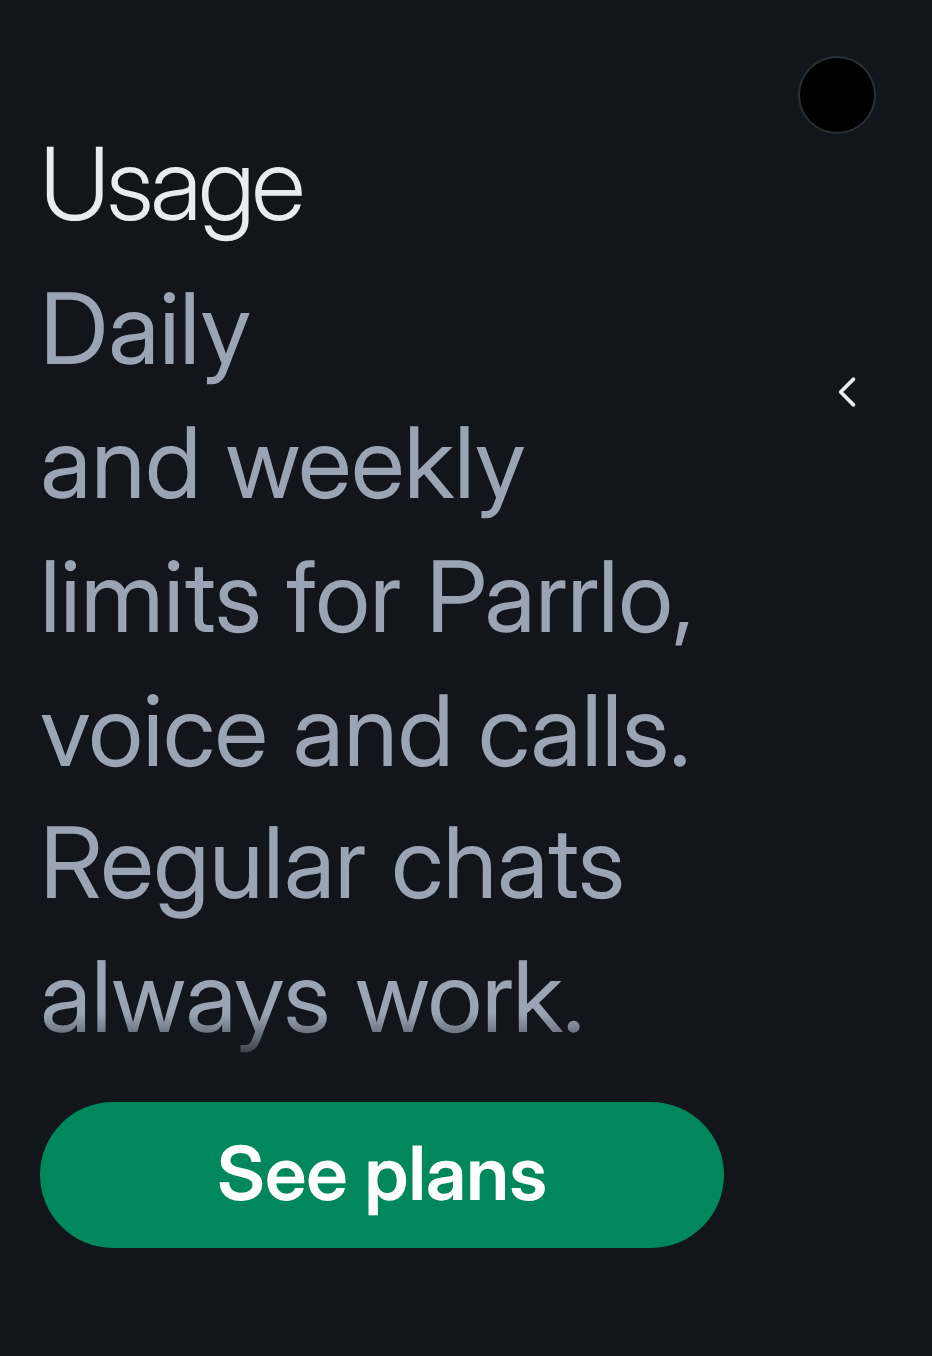 Usage
Daily
and weekly
limits for Parrlo,
voice and calls.
Regular chats
always work.
See plans